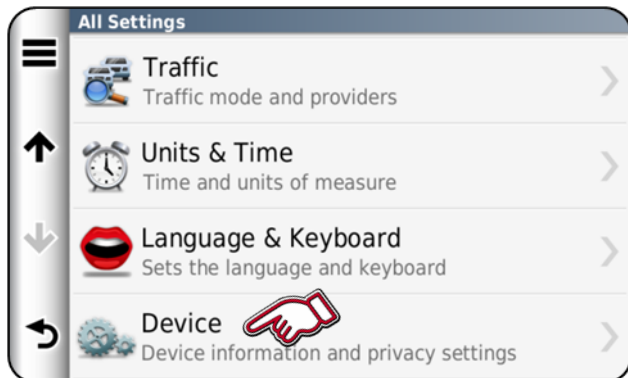 All Settings
Traffic
Traffic mode and providers
Units & Time
Time and units of measure
Language & Keyboard
Sets the language and keyboard
Device
Device information and privacy settings